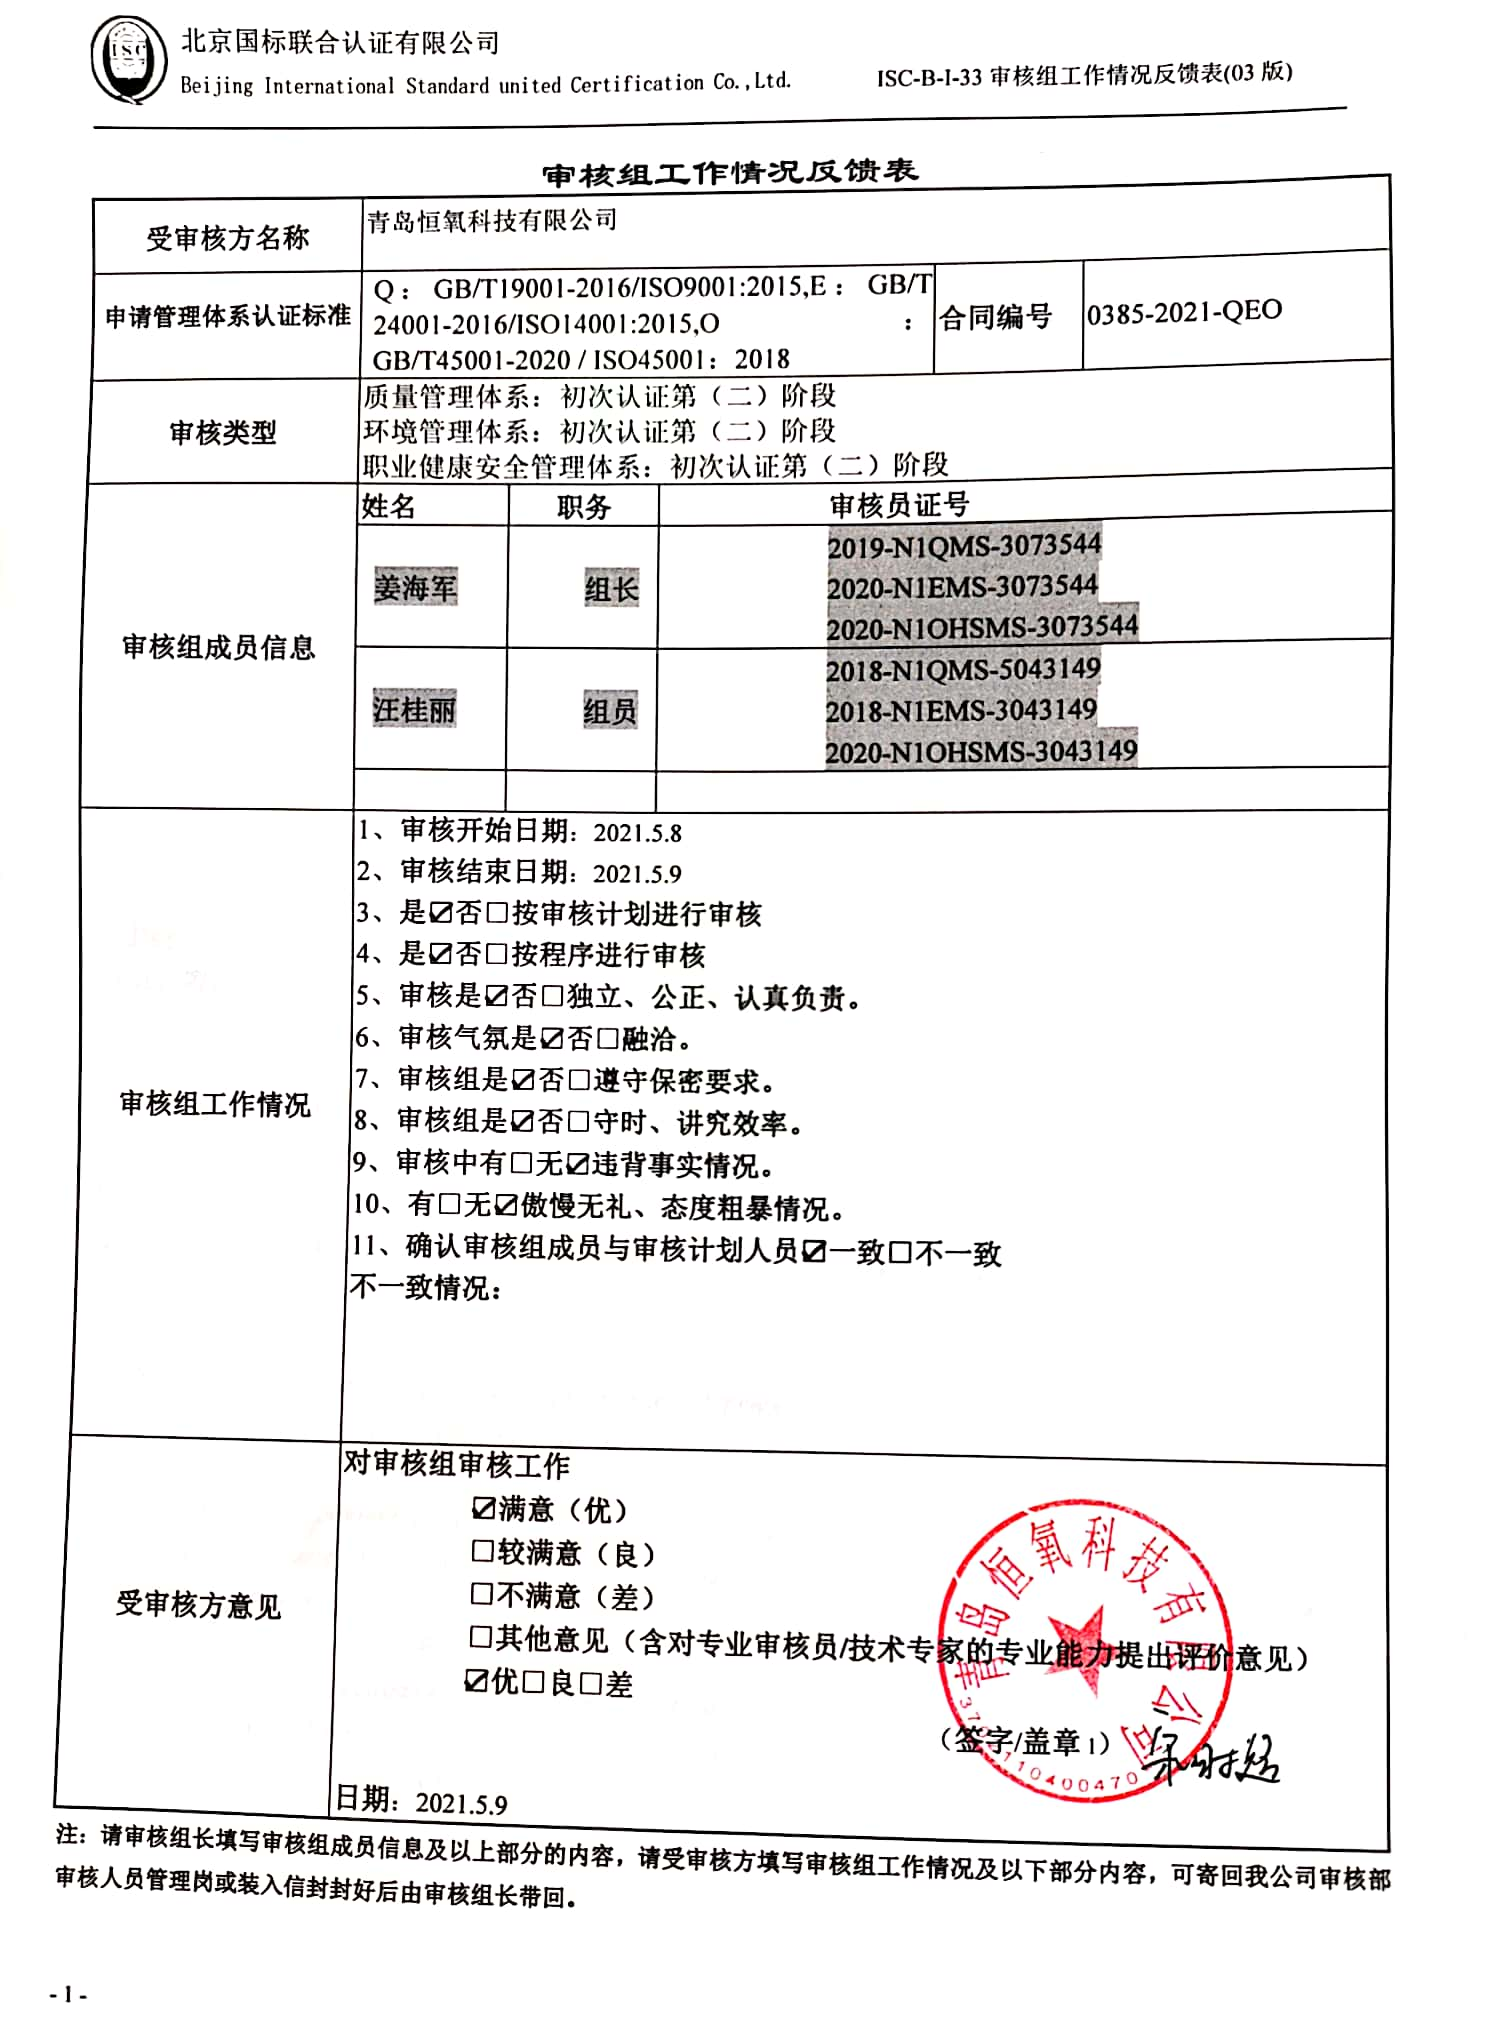 ISC
北京国标联合认证有限公司
Beijing International Standard united Certification Co.,Ltd.
ISC-B-I-33 审核组工作情况反馈表(03 版)
审核组工作情况反馈表
受审核方名称
青岛恒氧科技有限公司
申请管理体系认证标准
Q： GB/T19001-2016/ISO9001:2015,E： GB/T
24001-2016/ISO14001:2015,O ：
GB/T45001-2020 / ISO45001：2018
合同编号
0385-2021-QEO
审核类型
质量管理体系：初次认证第（二）阶段
环境管理体系：初次认证第（二）阶段
职业健康安全管理体系：初次认证第（二）阶段
审核组成员信息
姓名 职务 审核员证号
姜海军 组长
2019-N1QMS-3073544
2020-N1EMS-3073544
2020-N1OHSMS-3073544
汪桂丽 组员
2018-N1QMS-5043149
2018-N1EMS-3043149
2020-N1OHSMS-3043149
审核组工作情况
1、审核开始日期：2021.5.8
2、审核结束日期：2021.5.9
3、是☑否□按审核计划进行审核
4、是☑否□按程序进行审核
5、审核是☑否□独立、公正、认真负责。
6、审核气氛是☑否□融洽。
7、审核组是☑否□遵守保密要求。
8、审核组是☑否□守时、讲究效率。
9、审核中有□无☑违背事实情况。
10、有□无☑傲慢无礼、态度粗暴情况。
11、确认审核组成员与审核计划人员☑一致□不一致
不一致情况：
受审核方意见
对审核组审核工作
☑满意（优）
□较满意（良）
□不满意（差）
□其他意见（含对专业审核员/技术专家的专业能力提出评价意见）
☑优□良□差
（签字/盖章 1）
青岛恒氧科技有限公司
日期：2021.5.9
注：请审核组长填写审核组成员信息及以上部分的内容，请受审核方填写审核组工作情况及以下部分内容，可寄回我公司审核部
审核人员管理岗或装入信封封好后由审核组长带回。
- 1 -